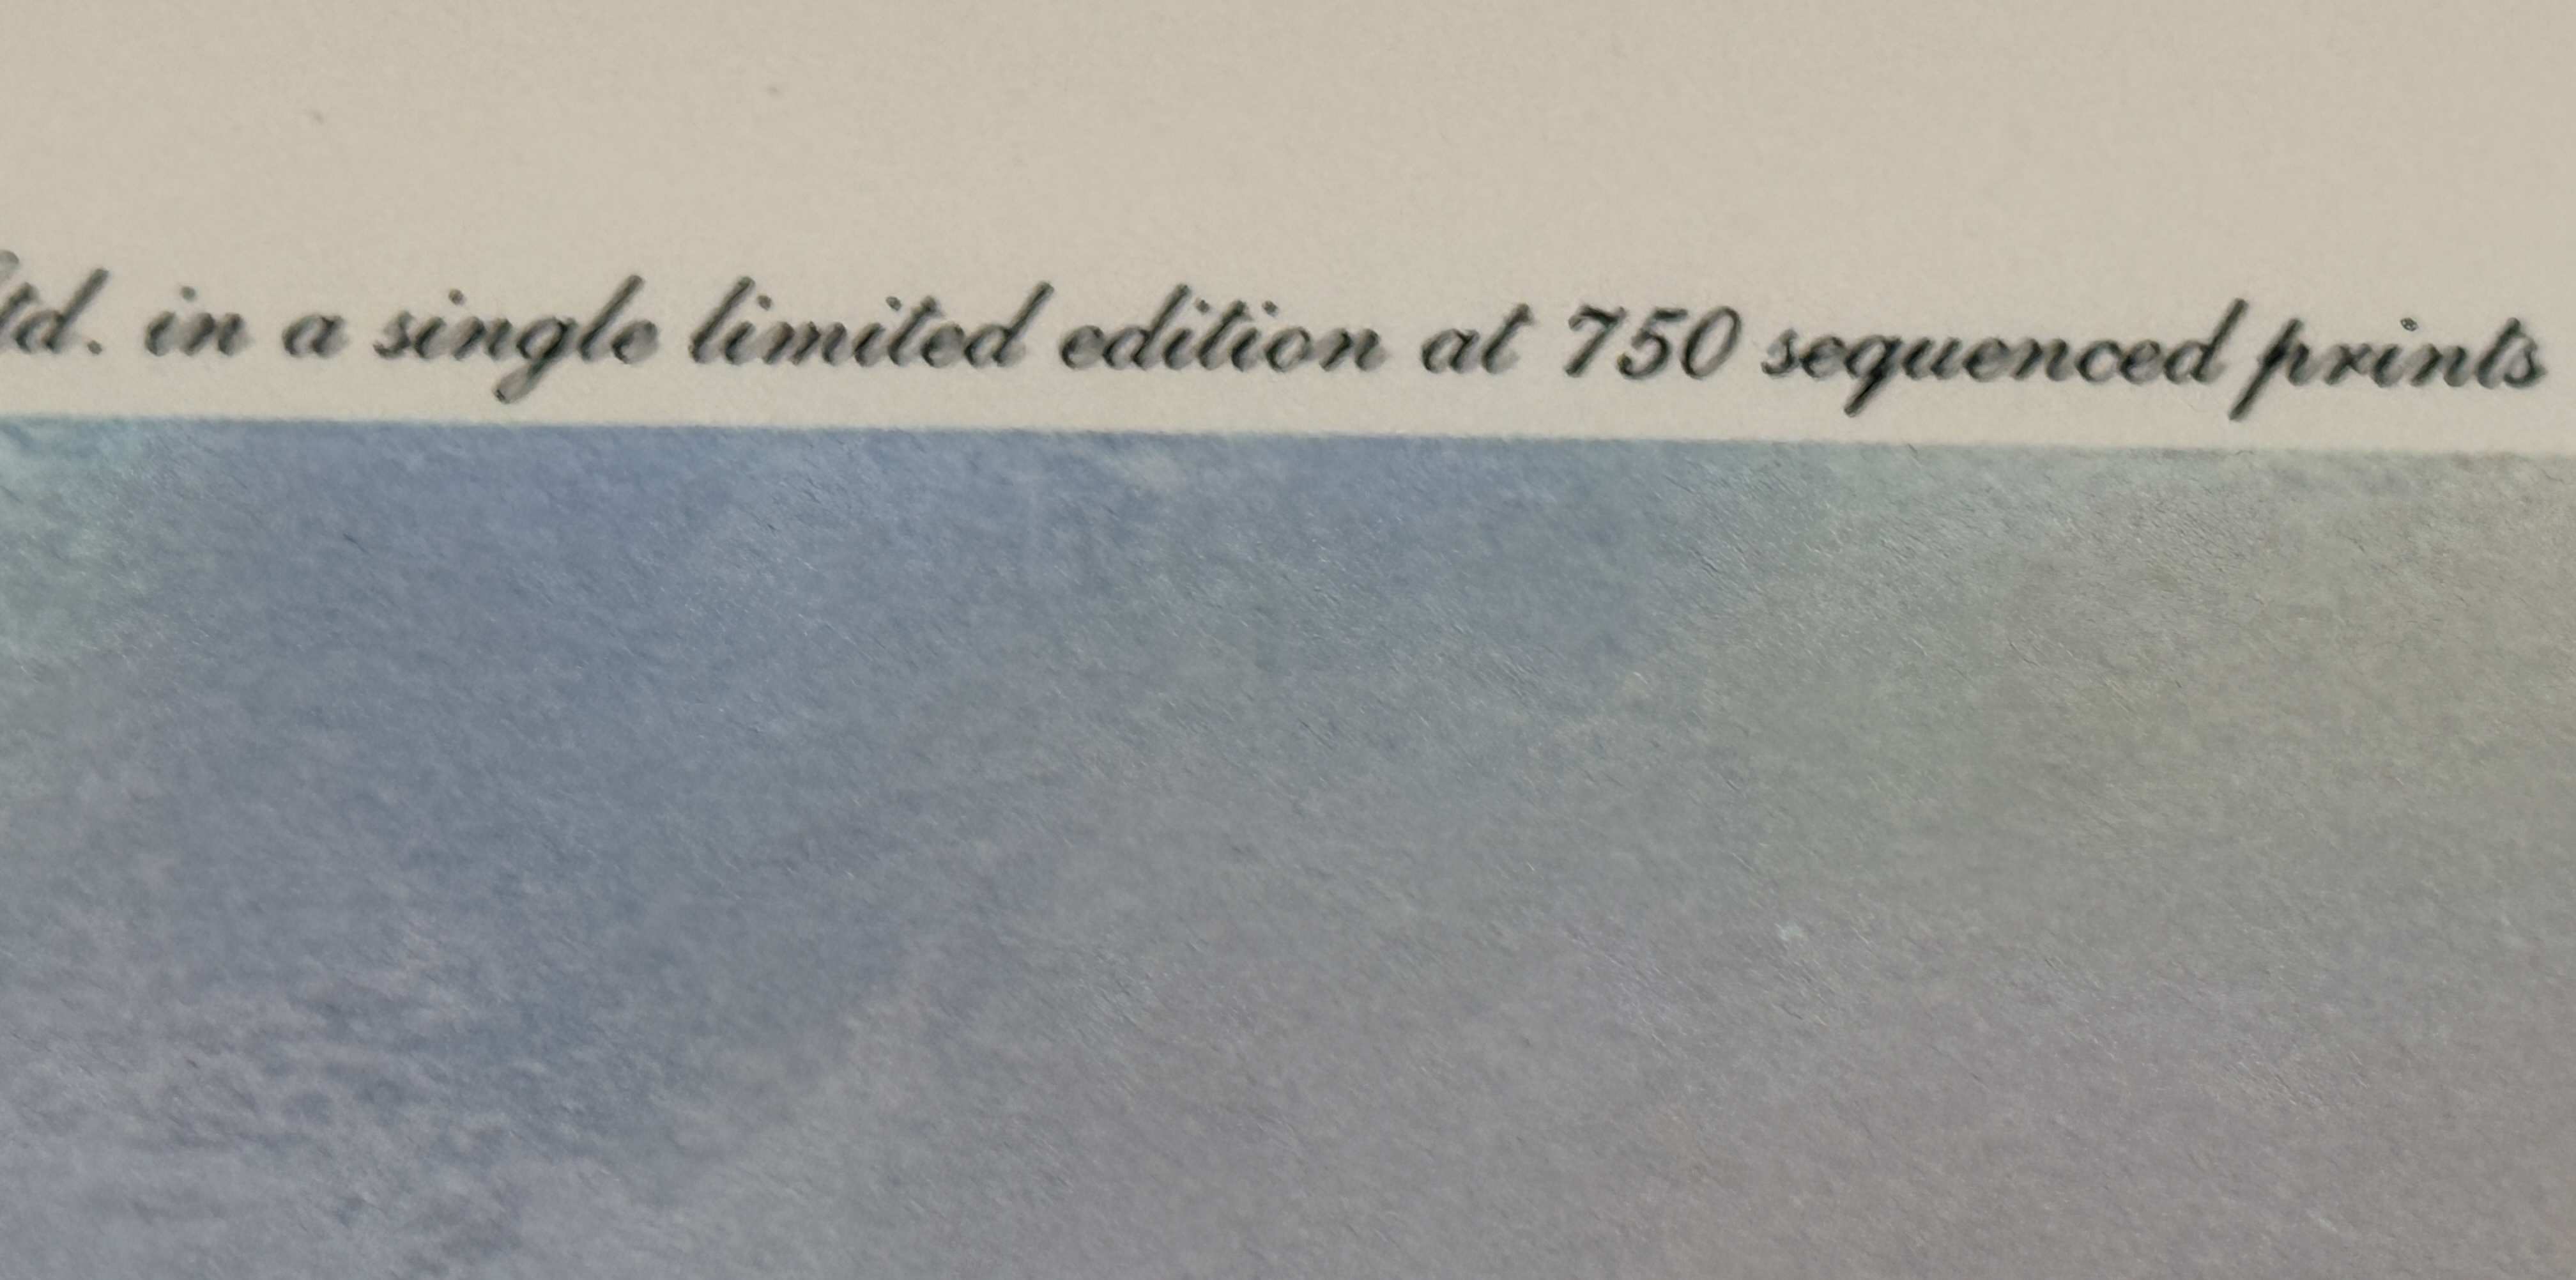 td. in a single limited edition at 750 sequenced prints